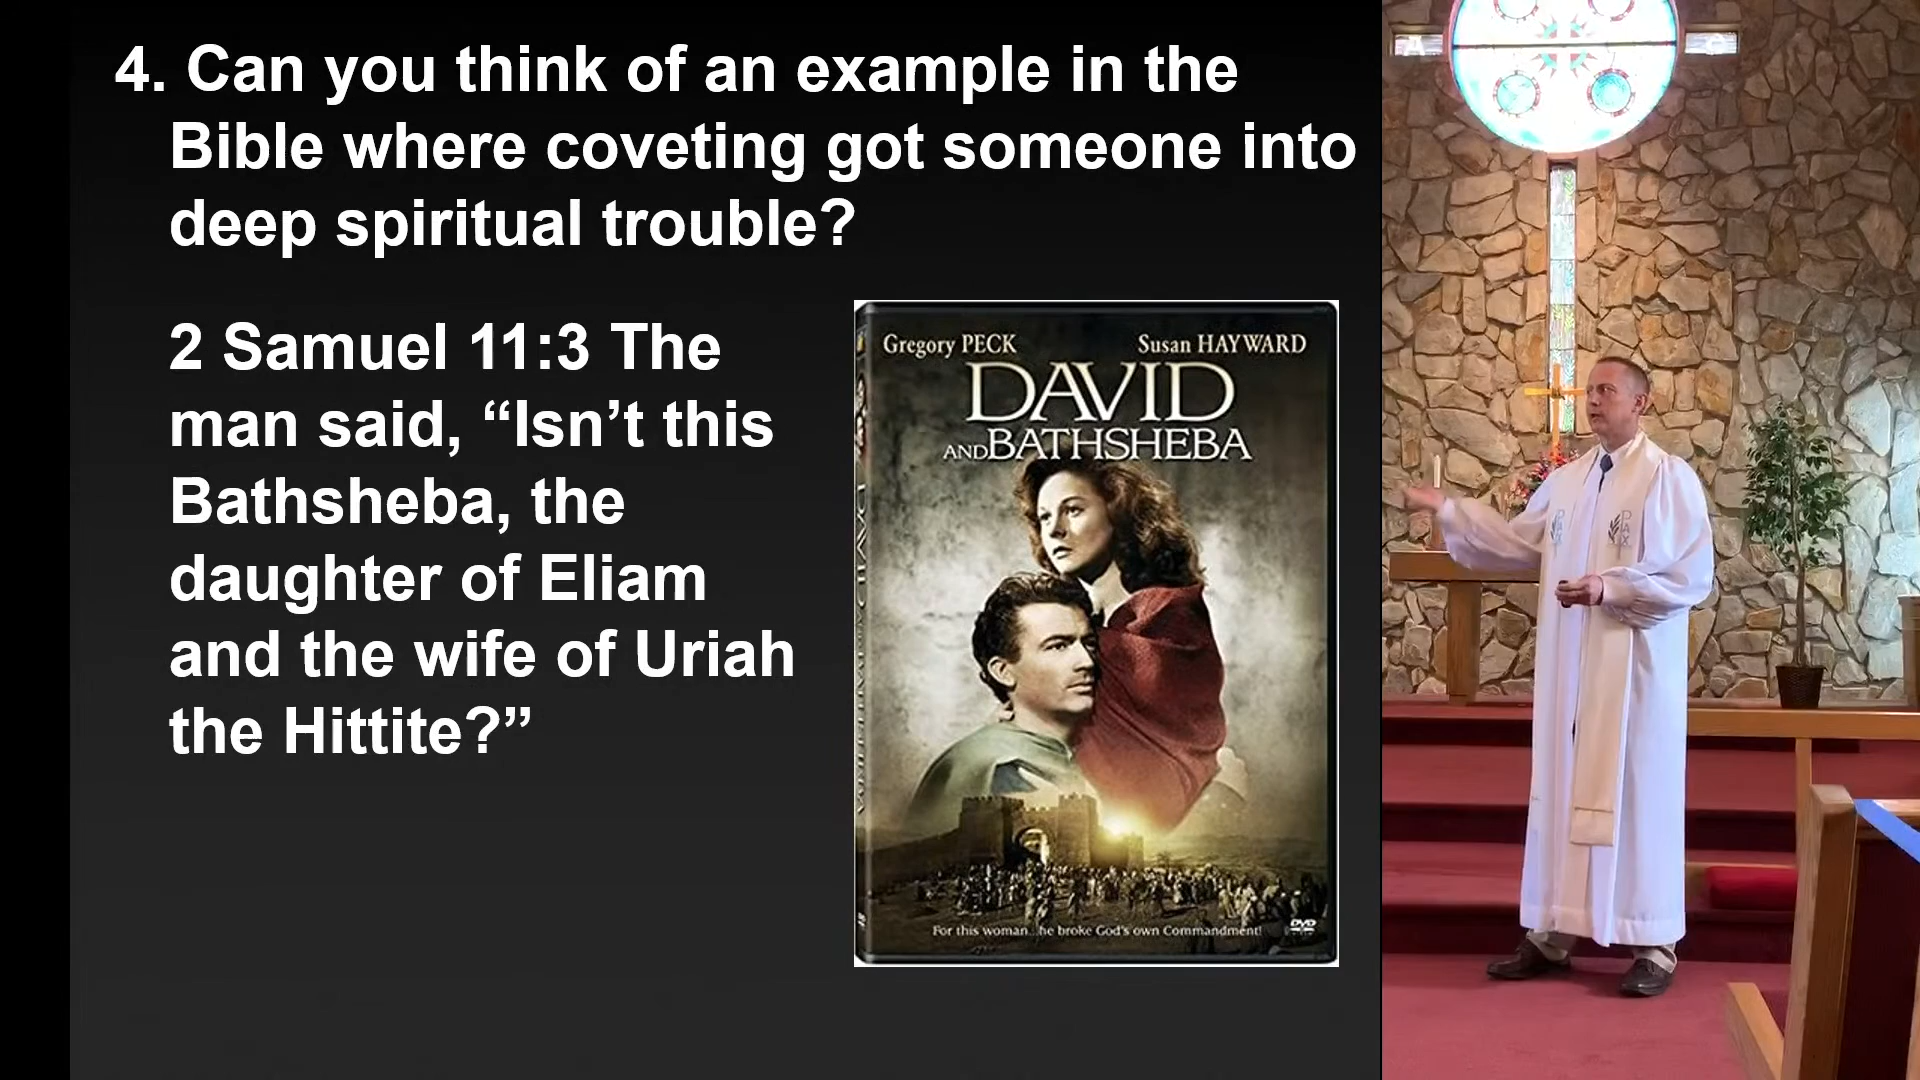 4. Can you think of an example in the
Bible where coveting got someone into
deep spiritual trouble?
2 Samuel 11:3 The
man said, “Isn’t this
Bathsheba, the
daughter of Eliam
and the wife of Uriah
the Hittite?”
Gregory PECK
Susan HAYWARD
DAVID
AND BATHSHEBA
For this woman...he broke God's own Commandment!
DVD
PAX
PAX